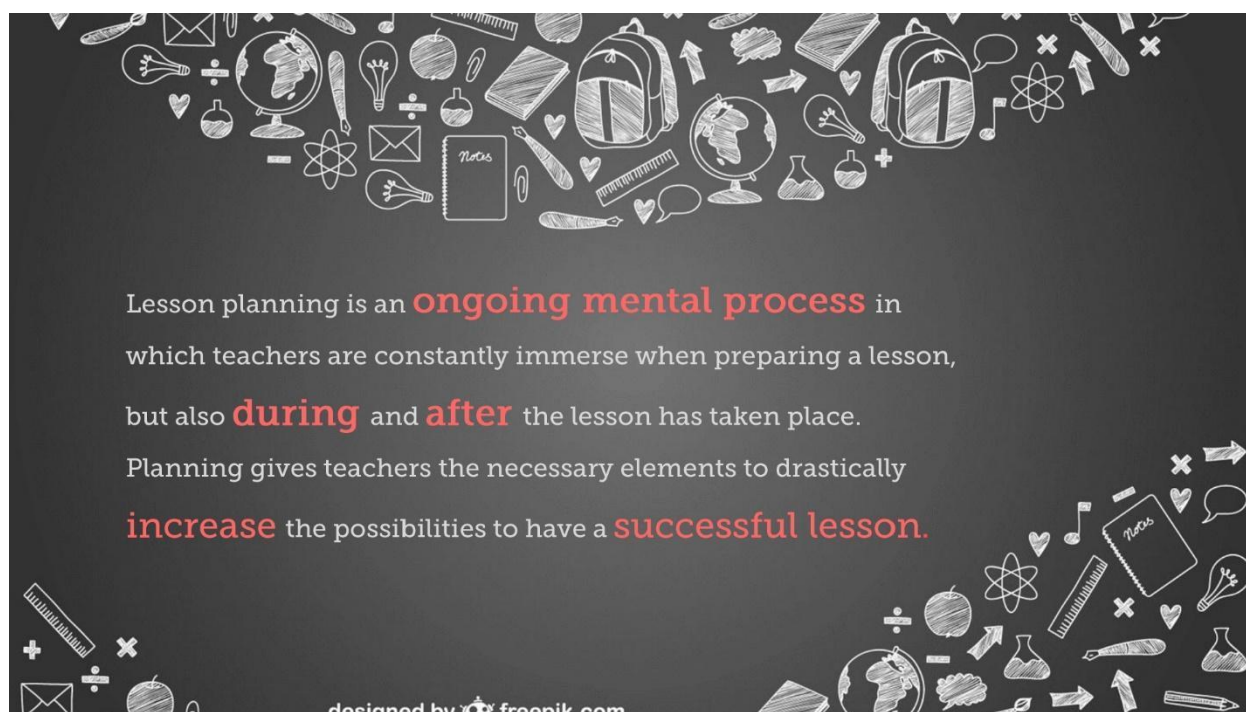 Notes
Lesson planning is an ongoing mental process in
which teachers are constantly immerse when preparing a lesson,
but also during and after the lesson has taken place.
Planning gives teachers the necessary elements to drastically
increase the possibilities to have a successful lesson.
Notes
designed by freepik.com